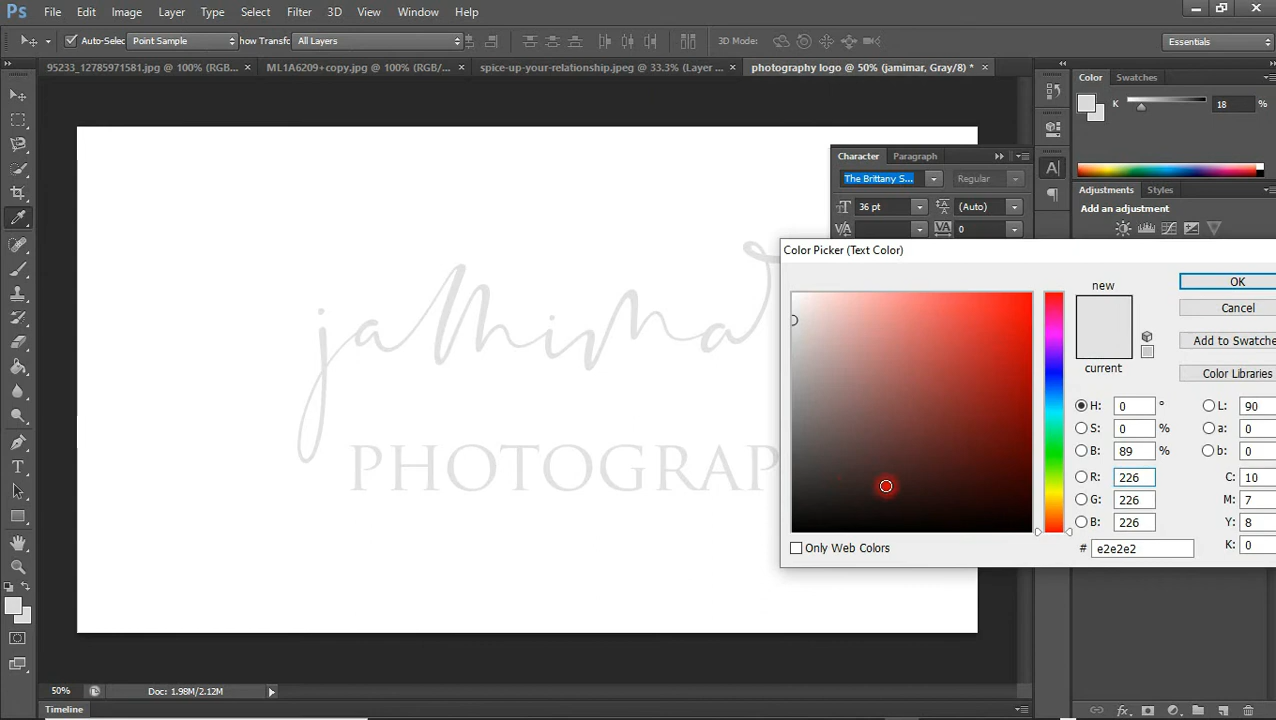 Ps File Edit Image Layer Type Select Filter 3D View Window Help
Auto-Selec Point Sample how Transfc All Layers 3D Mode: Essentials
95233_12785971581.jpg @ 100% (RGB... × ML1A6209+copy.jpg @ 100% (RGB/... × spice-up-your-relationship.jpeg @ 33.3% (Layer ... × photography logo @ 50% (jamimar, Gray/8) * ×
Color Swatches
K 18 %
Character Paragraph
The Brittany S... Regular
36 pt (Auto)
0
Adjustments Styles
Add an adjustment
jamima
PHOTOGRAP
Color Picker (Text Color)
new
current
OK
Cancel
Add to Swatche
Color Libraries
H: 0 ° L: 90
S: 0 % a: 0
B: 89 % b: 0
R: 226 C: 10
G: 226 M: 7
B: 226 Y: 8
# e2e2e2 K: 0
Only Web Colors
50% Doc: 1.98M/2.12M
Timeline